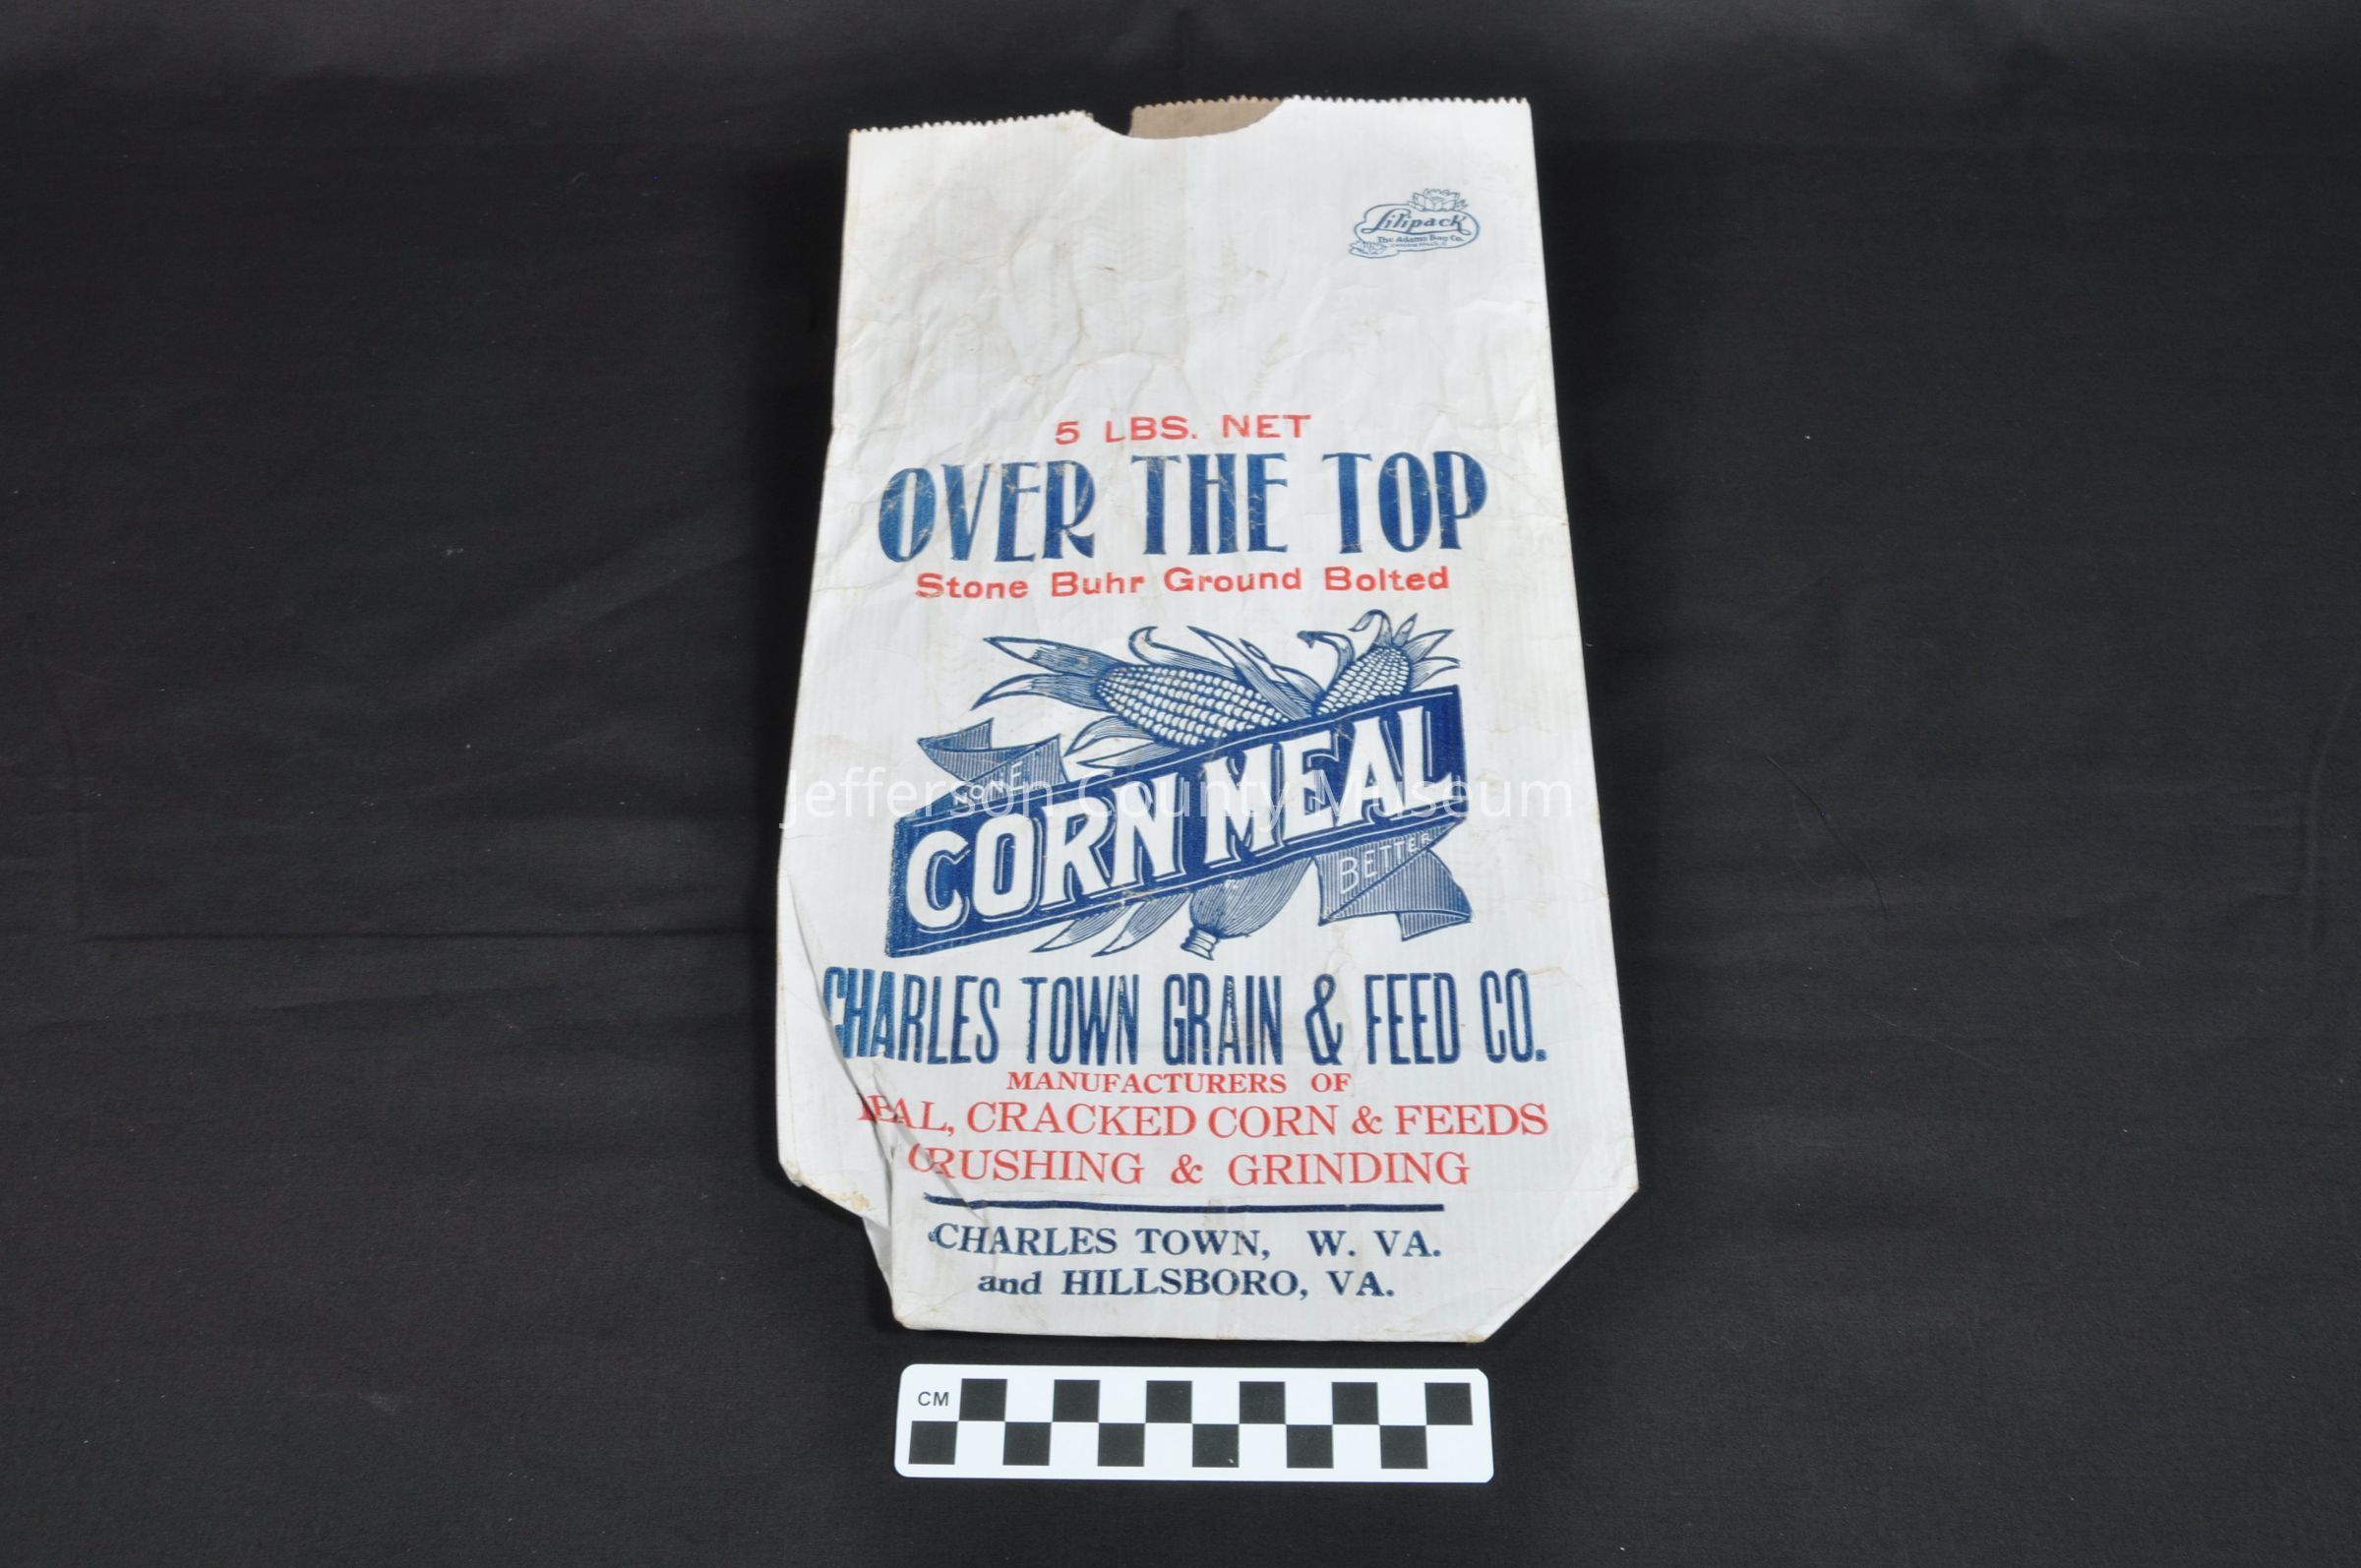 Lilipack
The Adams Bag Co.
5 LBS. NET
OVER THE TOP
Stone Buhr Ground Bolted
NONE
CORN MEAL
BETTER
CHARLES TOWN GRAIN & FEED CO.
MANUFACTURERS OF
EAL, CRACKED CORN & FEEDS
CRUSHING & GRINDING
CHARLES TOWN, W. VA.
and HILLSBORO, VA.
CM
Jefferson County Museum